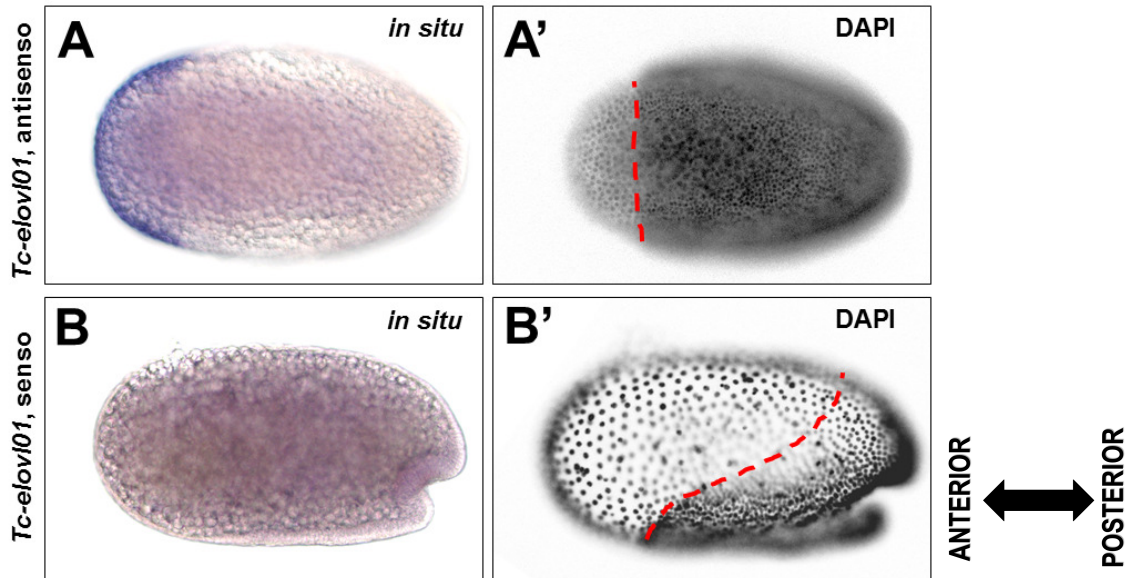 A
in situ
A’
DAPI
Tc-elovl01, antisenso
B
in situ
B’
DAPI
Tc-elovl01, senso
ANTERIOR
POSTERIOR